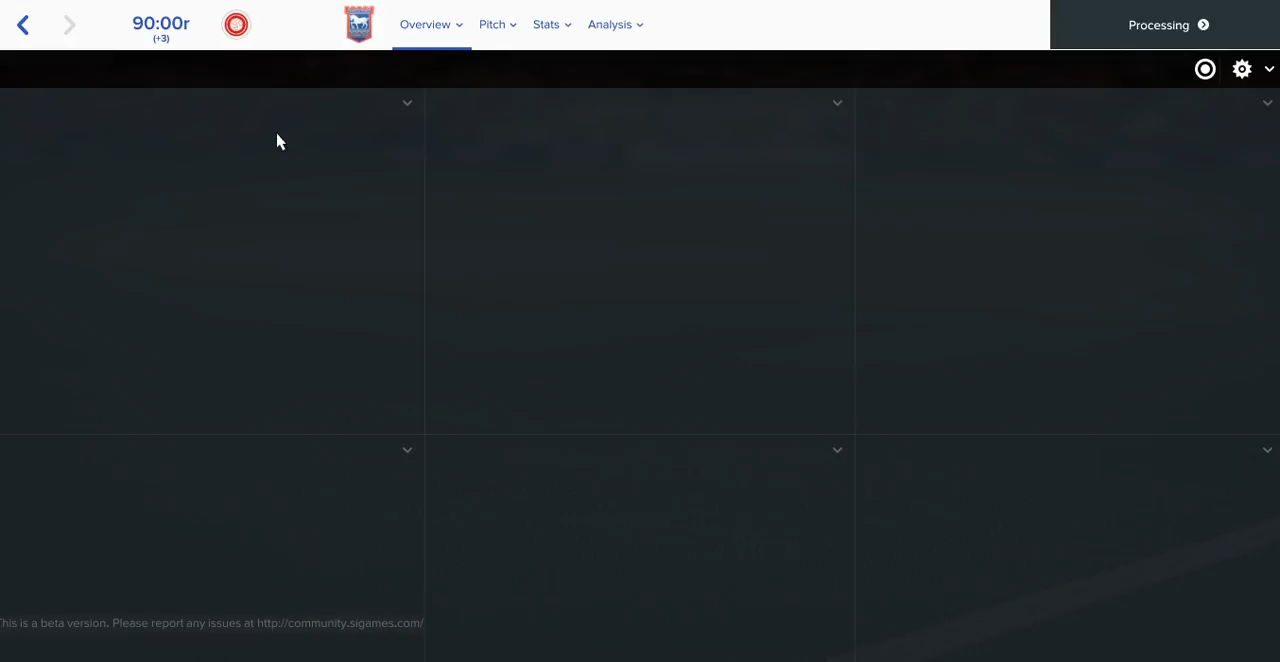 90:00r
(+3)
Overview
Pitch
Stats
Analysis
Processing
This is a beta version. Please report any issues at http://community.sigames.com/